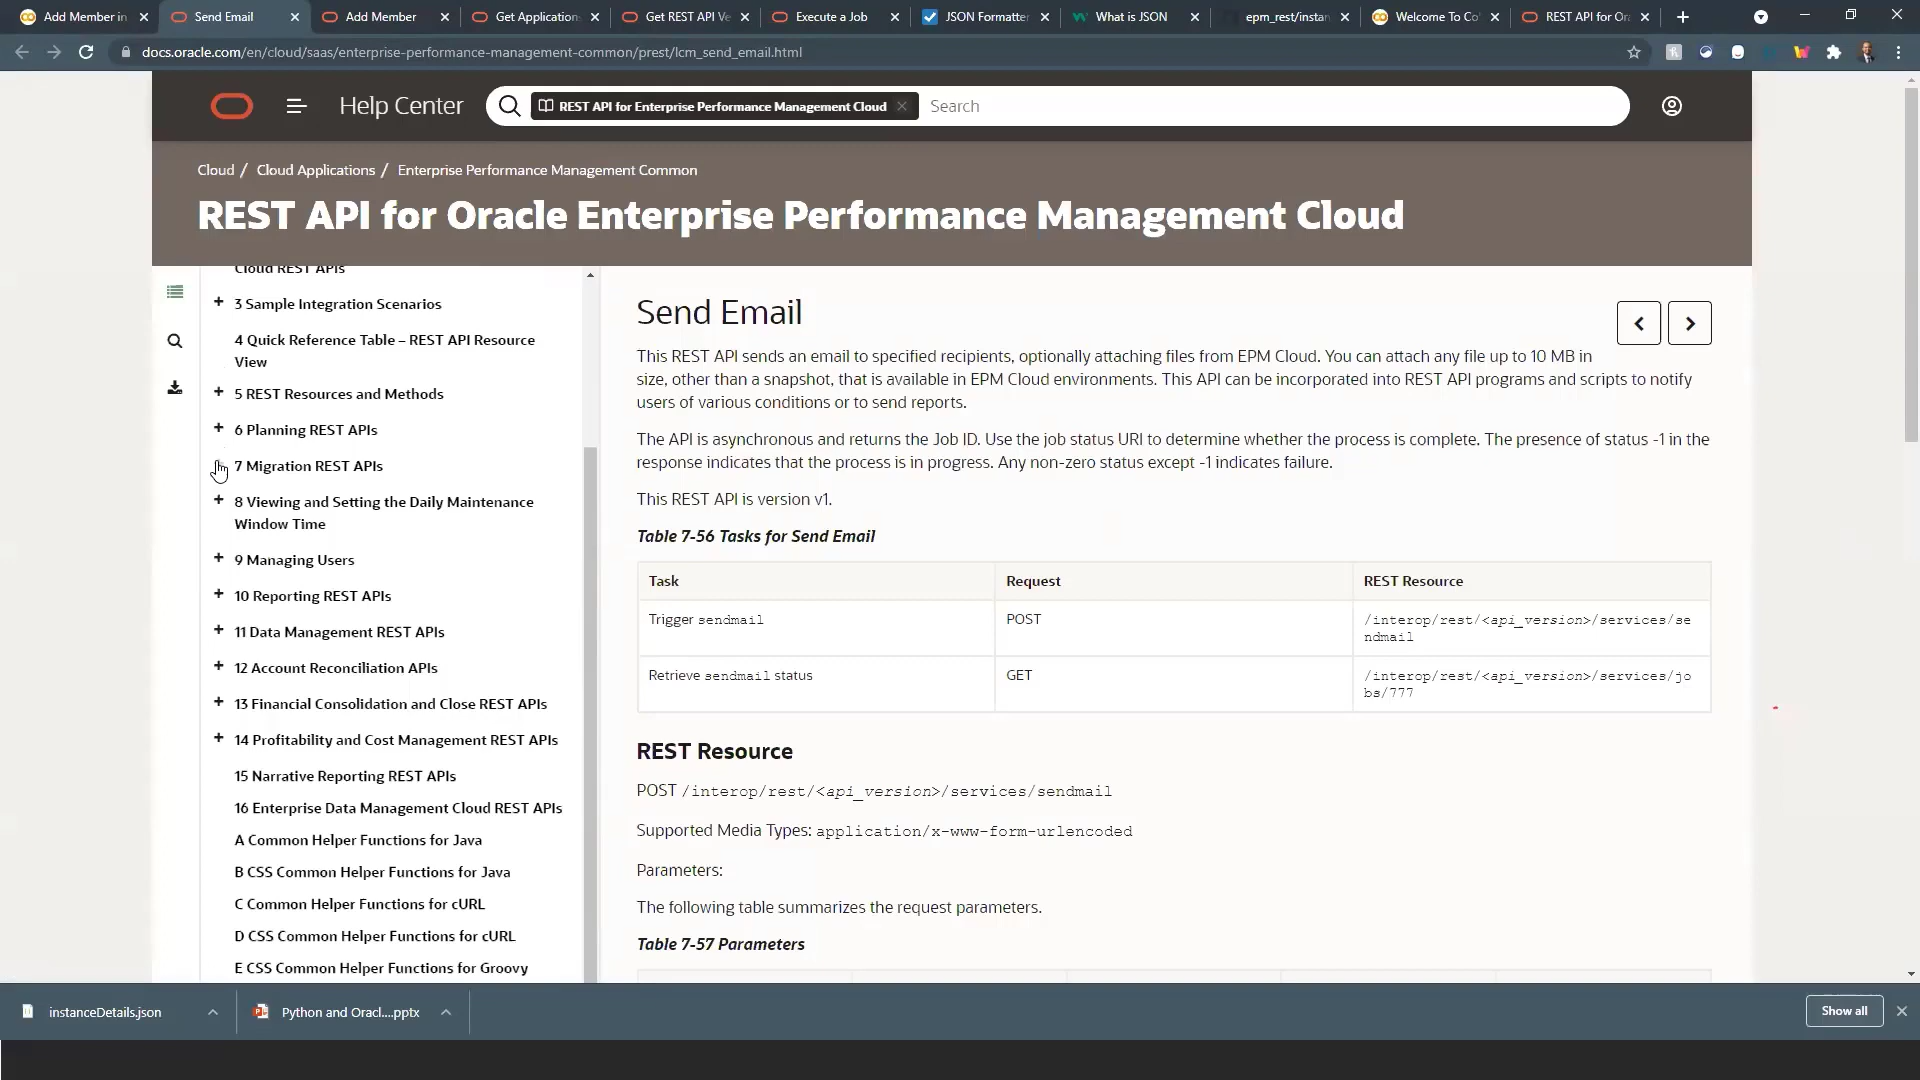 Add Member in
Send Email
Add Member
Get Application
Get REST API Ve
Execute a Job
JSON Formatter
What is JSON
epm_rest/instan
Welcome To Co
REST API for Ora
docs.oracle.com/en/cloud/saas/enterprise-performance-management-common/prest/lcm_send_email.html
Help Center
REST API for Enterprise Performance Management Cloud
Search
Cloud / Cloud Applications / Enterprise Performance Management Common
REST API for Oracle Enterprise Performance Management Cloud
Cloud REST APIs
+ 3 Sample Integration Scenarios
4 Quick Reference Table – REST API Resource
View
+ 5 REST Resources and Methods
+ 6 Planning REST APIs
7 Migration REST APIs
+ 8 Viewing and Setting the Daily Maintenance
Window Time
+ 9 Managing Users
+ 10 Reporting REST APIs
+ 11 Data Management REST APIs
+ 12 Account Reconciliation APIs
+ 13 Financial Consolidation and Close REST APIs
+ 14 Profitability and Cost Management REST APIs
15 Narrative Reporting REST APIs
16 Enterprise Data Management Cloud REST APIs
A Common Helper Functions for Java
B CSS Common Helper Functions for Java
C Common Helper Functions for cURL
D CSS Common Helper Functions for cURL
E CSS Common Helper Functions for Groovy
Send Email
This REST API sends an email to specified recipients, optionally attaching files from EPM Cloud. You can attach any file up to 10 MB in
size, other than a snapshot, that is available in EPM Cloud environments. This API can be incorporated into REST API programs and scripts to notify
users of various conditions or to send reports.
The API is asynchronous and returns the Job ID. Use the job status URI to determine whether the process is complete. The presence of status -1 in the
response indicates that the process is in progress. Any non-zero status except -1 indicates failure.
This REST API is version v1.
Table 7-56 Tasks for Send Email
Task Request REST Resource
Trigger sendmail POST /interop/rest/<api_version>/services/se
ndmail
Retrieve sendmail status GET /interop/rest/<api_version>/services/jo
bs/777
REST Resource
POST /interop/rest/<api_version>/services/sendmail
Supported Media Types: application/x-www-form-urlencoded
Parameters:
The following table summarizes the request parameters.
Table 7-57 Parameters
instanceDetails.json
Python and Oracl....pptx
Show all